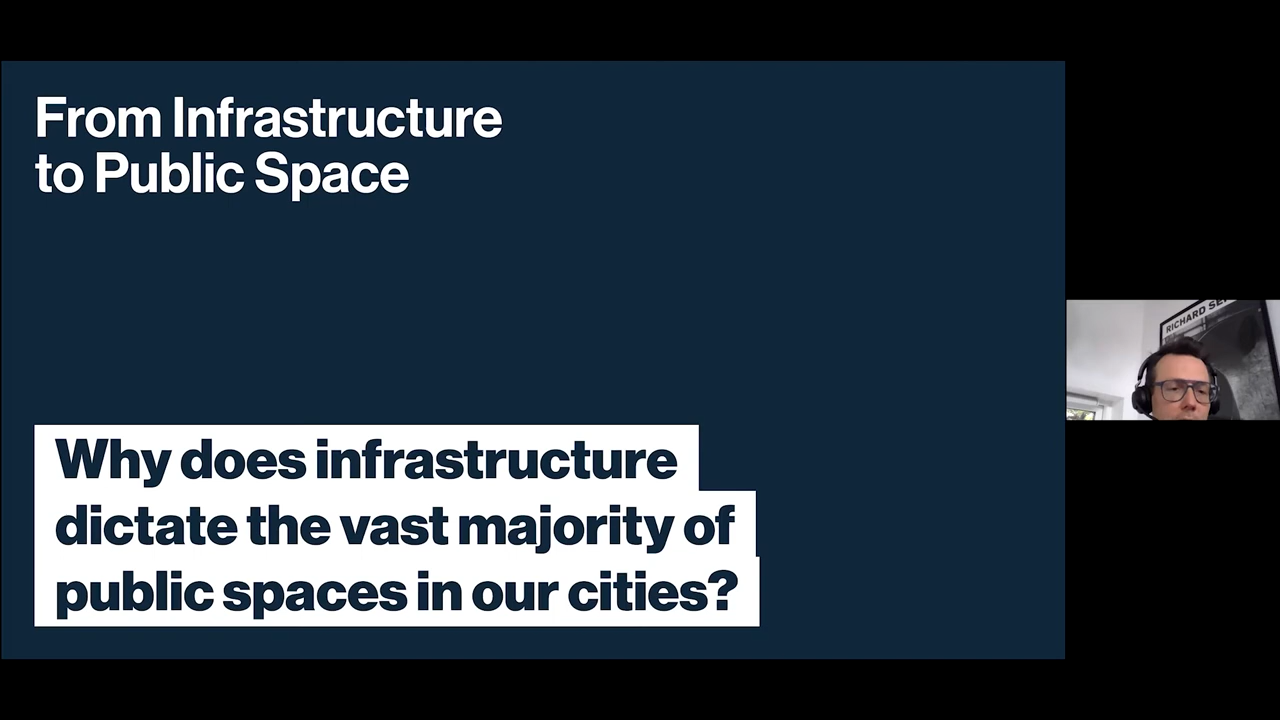 From Infrastructure
to Public Space
Why does infrastructure
dictate the vast majority of
public spaces in our cities?
RICHARD